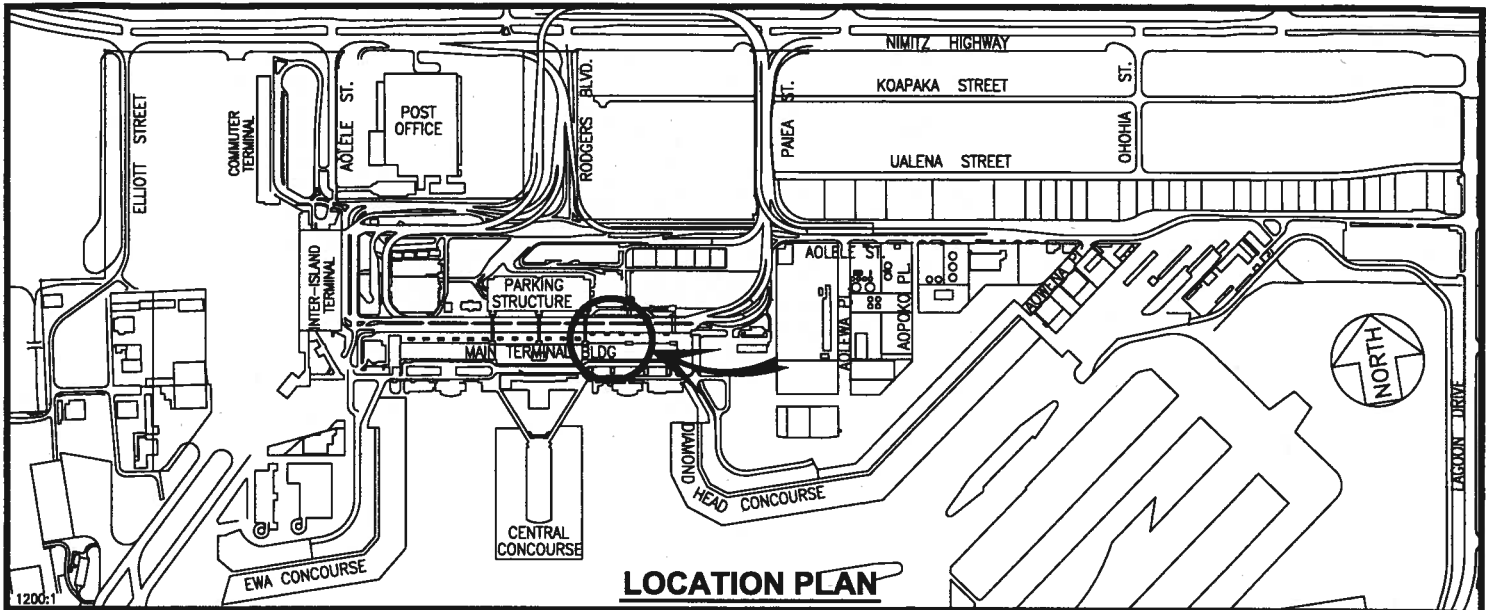 NIMITZ HIGHWAY
KOAPAKA STREET
UALENA STREET
OHOHIA ST.
PAIEA ST.
RODGERS BLVD.
POST
OFFICE
AOLELE ST.
COMMUTER
TERMINAL
ELLIOTT STREET
INTER-ISLAND
TERMINAL
PARKING
STRUCTURE
MAIN TERMINAL BLDG
AOLELE ST.
AOLEWA PL.
AOPOKO PL.
AOWENA PL.
NORTH
LAGOON DRIVE
DIAMOND
HEAD CONCOURSE
CENTRAL
CONCOURSE
EWA CONCOURSE
LOCATION PLAN
1200:1